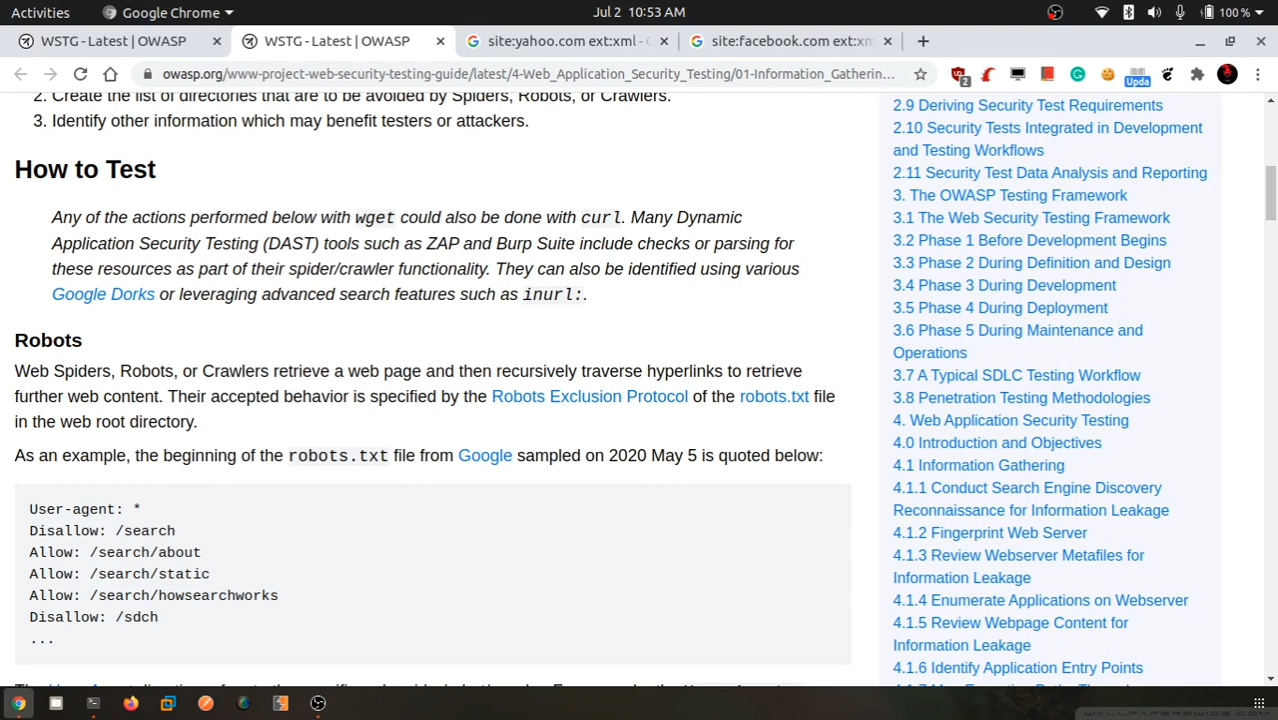 Activities
Google Chrome
Jul 2 10:53 AM
100 %
WSTG - Latest | OWASP
WSTG - Latest | OWASP
site:yahoo.com ext:xml -
site:facebook.com ext:xm
owasp.org/www-project-web-security-testing-guide/latest/4-Web_Application_Security_Testing/01-Information_Gatherin...
2
Upda
2. Create the list of directories that are to be avoided by Spiders, Robots, or Crawlers.
3. Identify other information which may benefit testers or attackers.
How to Test
Any of the actions performed below with wget could also be done with curl. Many Dynamic
Application Security Testing (DAST) tools such as ZAP and Burp Suite include checks or parsing for
these resources as part of their spider/crawler functionality. They can also be identified using various
Google Dorks or leveraging advanced search features such as inurl:.
Robots
Web Spiders, Robots, or Crawlers retrieve a web page and then recursively traverse hyperlinks to retrieve
further web content. Their accepted behavior is specified by the Robots Exclusion Protocol of the robots.txt file
in the web root directory.
As an example, the beginning of the robots.txt file from Google sampled on 2020 May 5 is quoted below:
User-agent: *
Disallow: /search
Allow: /search/about
Allow: /search/static
Allow: /search/howsearchworks
Disallow: /sdch
...
2.9 Deriving Security Test Requirements
2.10 Security Tests Integrated in Development
and Testing Workflows
2.11 Security Test Data Analysis and Reporting
3. The OWASP Testing Framework
3.1 The Web Security Testing Framework
3.2 Phase 1 Before Development Begins
3.3 Phase 2 During Definition and Design
3.4 Phase 3 During Development
3.5 Phase 4 During Deployment
3.6 Phase 5 During Maintenance and
Operations
3.7 A Typical SDLC Testing Workflow
3.8 Penetration Testing Methodologies
4. Web Application Security Testing
4.0 Introduction and Objectives
4.1 Information Gathering
4.1.1 Conduct Search Engine Discovery
Reconnaissance for Information Leakage
4.1.2 Fingerprint Web Server
4.1.3 Review Webserver Metafiles for
Information Leakage
4.1.4 Enumerate Applications on Webserver
4.1.5 Review Webpage Content for
Information Leakage
4.1.6 Identify Application Entry Points